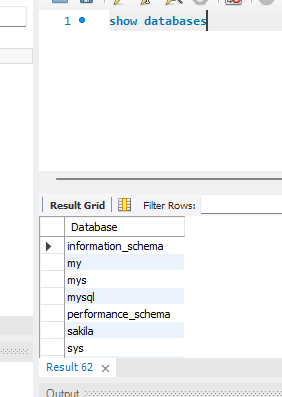 1
show databases
Result Grid
Filter Rows:
Database
information_schema
my
mys
mysql
performance_schema
sakila
sys
Result 62
Output